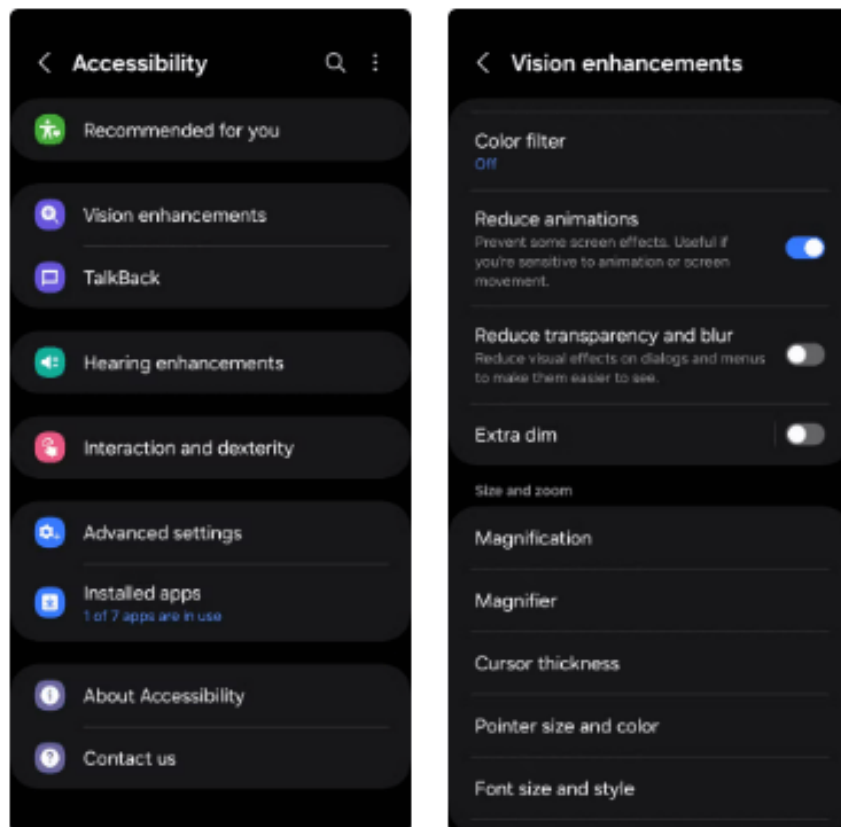 Accessibility
Recommended for you
Vision enhancements
TalkBack
Hearing enhancements
Interaction and dexterity
Advanced settings
Installed apps
1 of 7 apps are in use
About Accessibility
Contact us
Vision enhancements
Color filter
Off
Reduce animations
Prevent some screen effects. Useful if
you're sensitive to animation or screen
movement.
Reduce transparency and blur
Reduce visual effects on dialogs and menus
to make them easier to see.
Extra dim
Size and zoom
Magnification
Magnifier
Cursor thickness
Pointer size and color
Font size and style